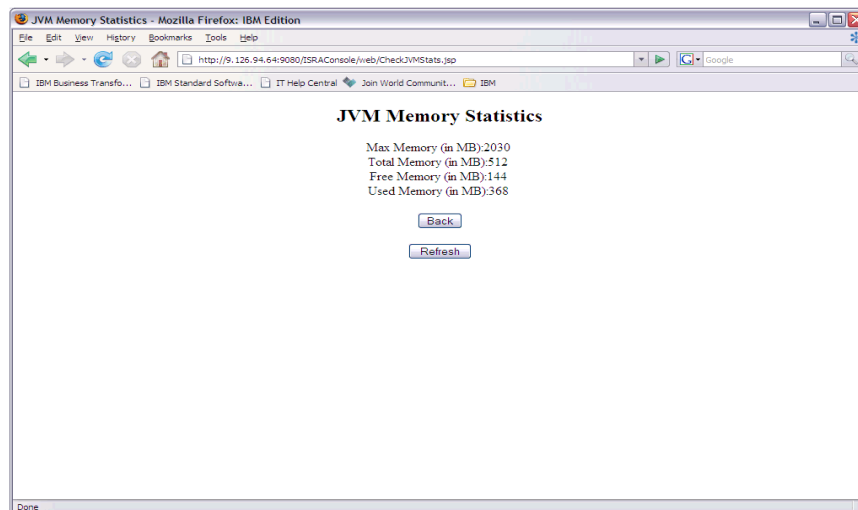 JVM Memory Statistics - Mozilla Firefox: IBM Edition
File Edit View History Bookmarks Tools Help
http://9.126.94.64:9080/ISRAConsole/web/CheckJVMStats.jsp
Google
IBM Business Transfo... IBM Standard Softwa... IT Help Central Join World Communit... IBM
JVM Memory Statistics
Max Memory (in MB):2030
Total Memory (in MB):512
Free Memory (in MB):144
Used Memory (in MB):368
Back
Refresh
Done